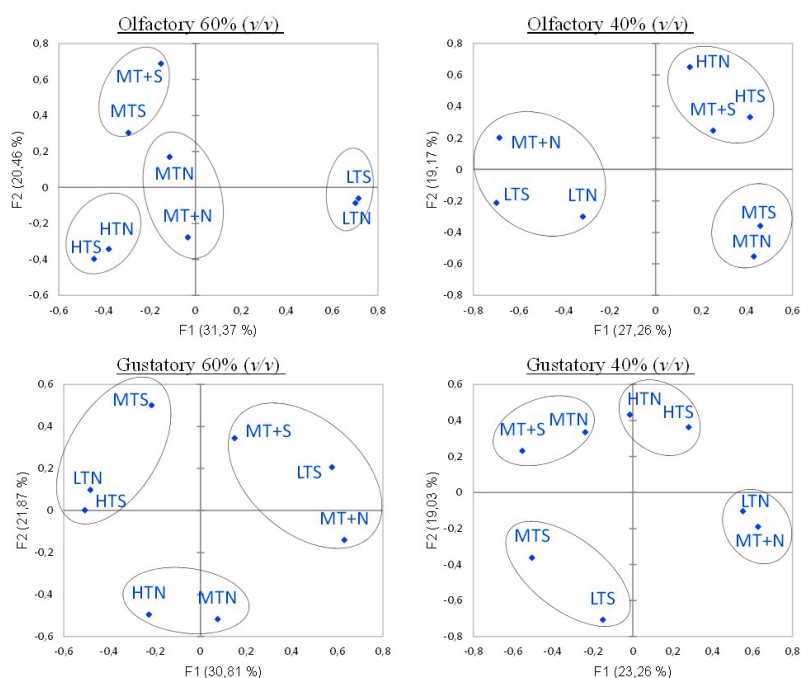 Olfactory 60% (v/v)
0,8
0,6
0,4
0,2
0
-0,2
-0,4
-0,6
F2 (20,46 %)
MT+S
MTS
MTN
MT+N
HTN
HTS
LTS
LTN
-0,6 -0,4 -0,2 0 0,2 0,4 0,6 0,8
F1 (31,37 %)
Olfactory 40% (v/v)
0,8
0,6
0,4
0,2
0
-0,2
-0,4
-0,6
-0,8
F2 (19,17 %)
HTN
HTS
MT+S
MT+N
LTS LTN
MTS
MTN
-0,8 -0,6 -0,4 -0,2 0 0,2 0,4 0,6
F1 (27,26 %)
Gustatory 60% (v/v)
0,6
0,4
0,2
0
-0,2
-0,4
-0,6
F2 (21,87 %)
MTS
MT+S
LTN
HTS
LTS
MT+N
HTN MTN
-0,6 -0,4 -0,2 0 0,2 0,4 0,6 0,8
F1 (30,81 %)
Gustatory 40% (v/v)
0,6
0,4
0,2
0
-0,2
-0,4
-0,6
-0,8
F2 (19,03 %)
HTN
HTS
MTN
MT+S
LTN
MT+N
MTS
LTS
-0,8 -0,6 -0,4 -0,2 0 0,2 0,4 0,6 0,8
F1 (23,26 %)